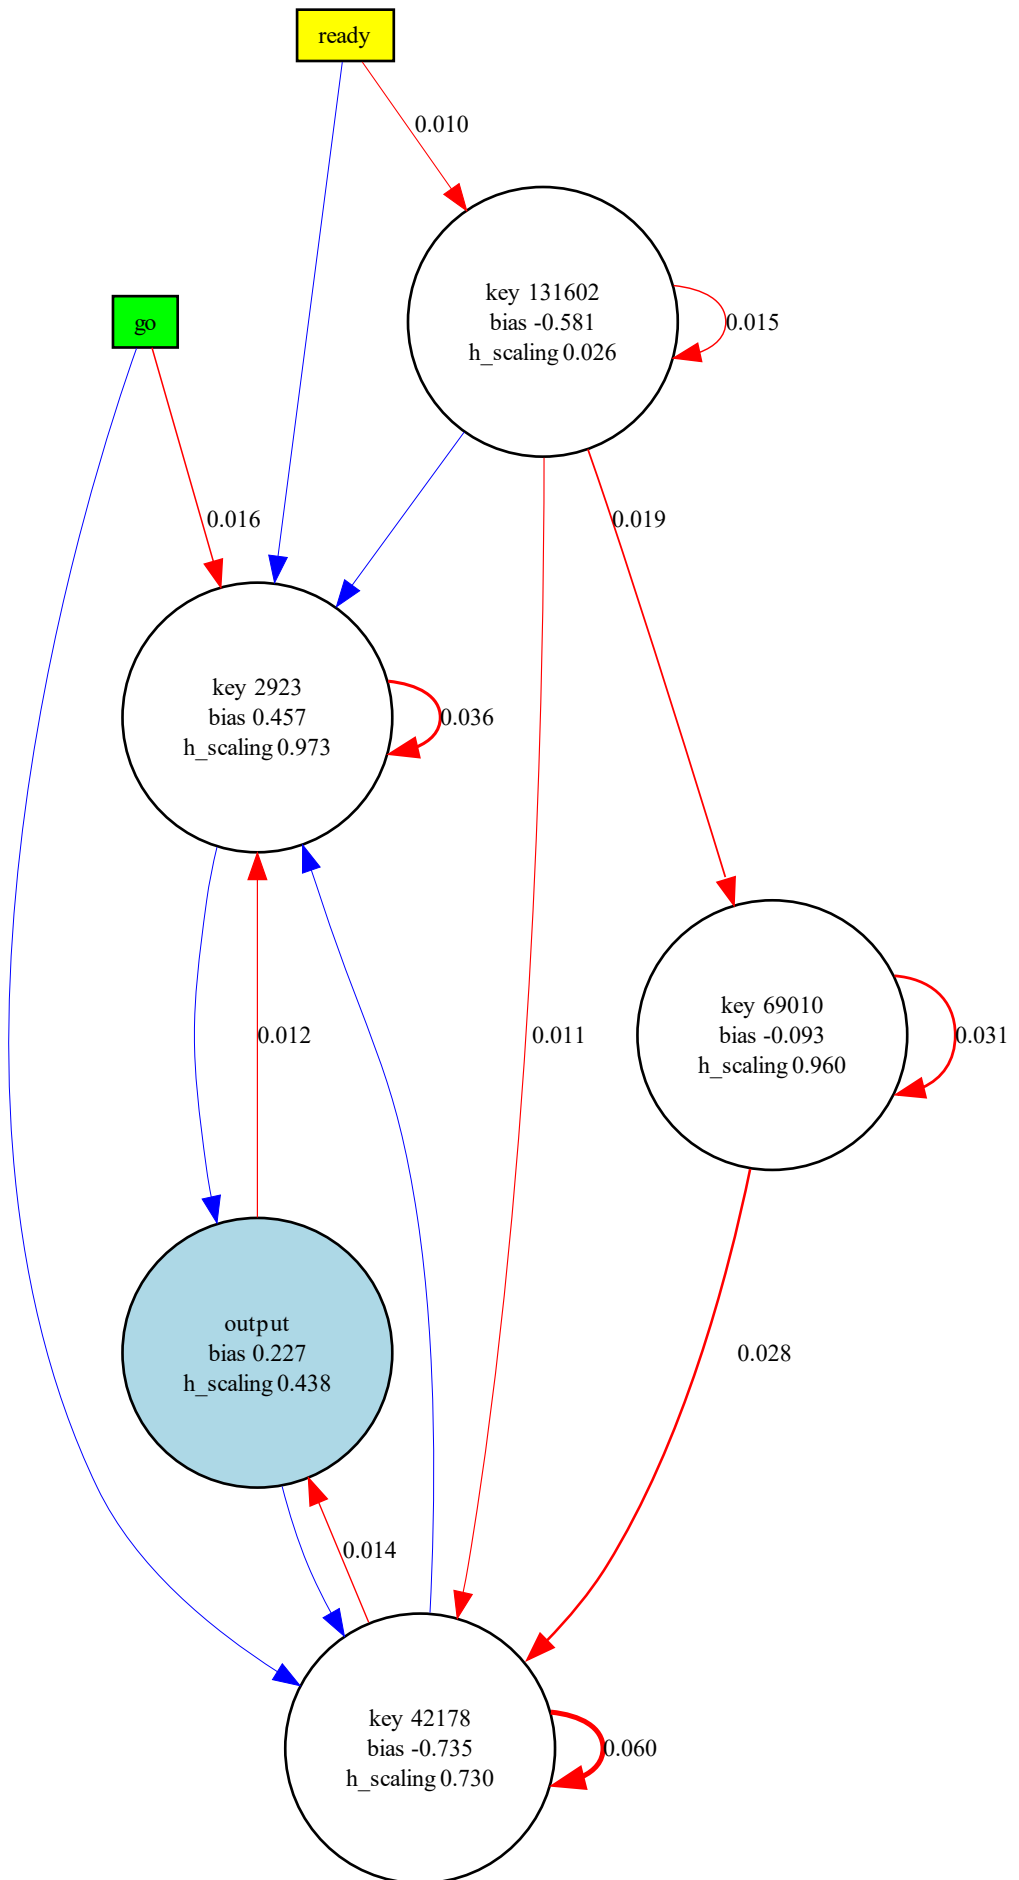 ready
0.010
key 131602
bias -0.581
h_scaling 0.026
0.015
go
0.016
0.019
key 2923
bias 0.457
h_scaling 0.973
0.036
key 69010
bias -0.093
h_scaling 0.960
0.031
0.012
0.011
output
bias 0.227
h_scaling 0.438
0.028
0.014
key 42178
bias -0.735
h_scaling 0.730
0.060